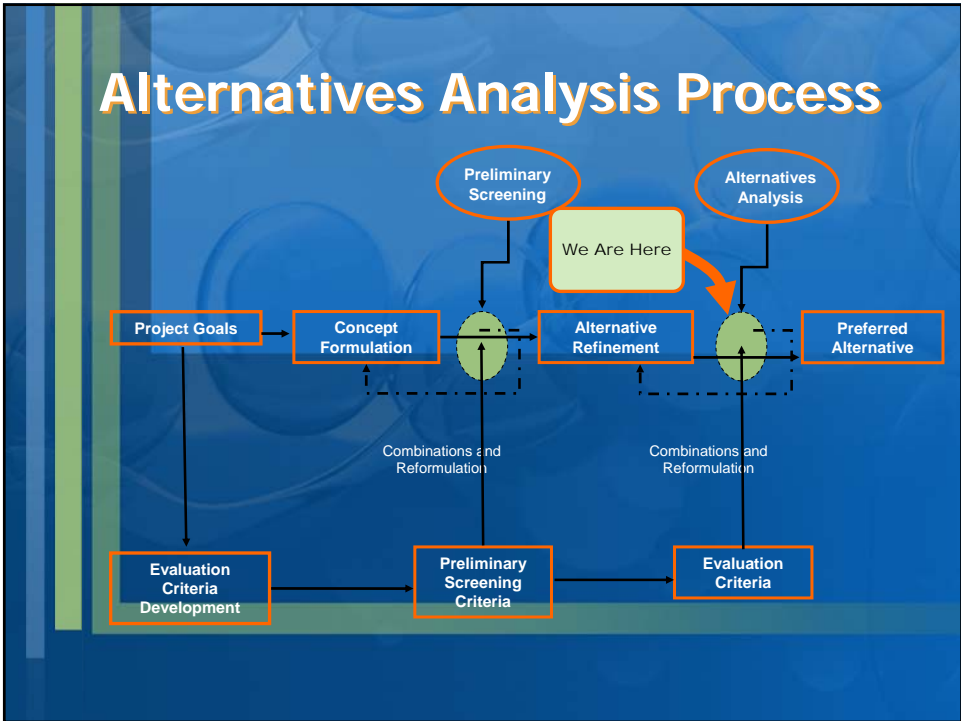 Alternatives Analysis Process
Preliminary
Screening
Alternatives
Analysis
We Are Here
Project Goals
Concept
Formulation
Alternative
Refinement
Preferred
Alternative
Combinations and
Reformulation
Combinations and
Reformulation
Evaluation
Criteria
Development
Preliminary
Screening
Criteria
Evaluation
Criteria